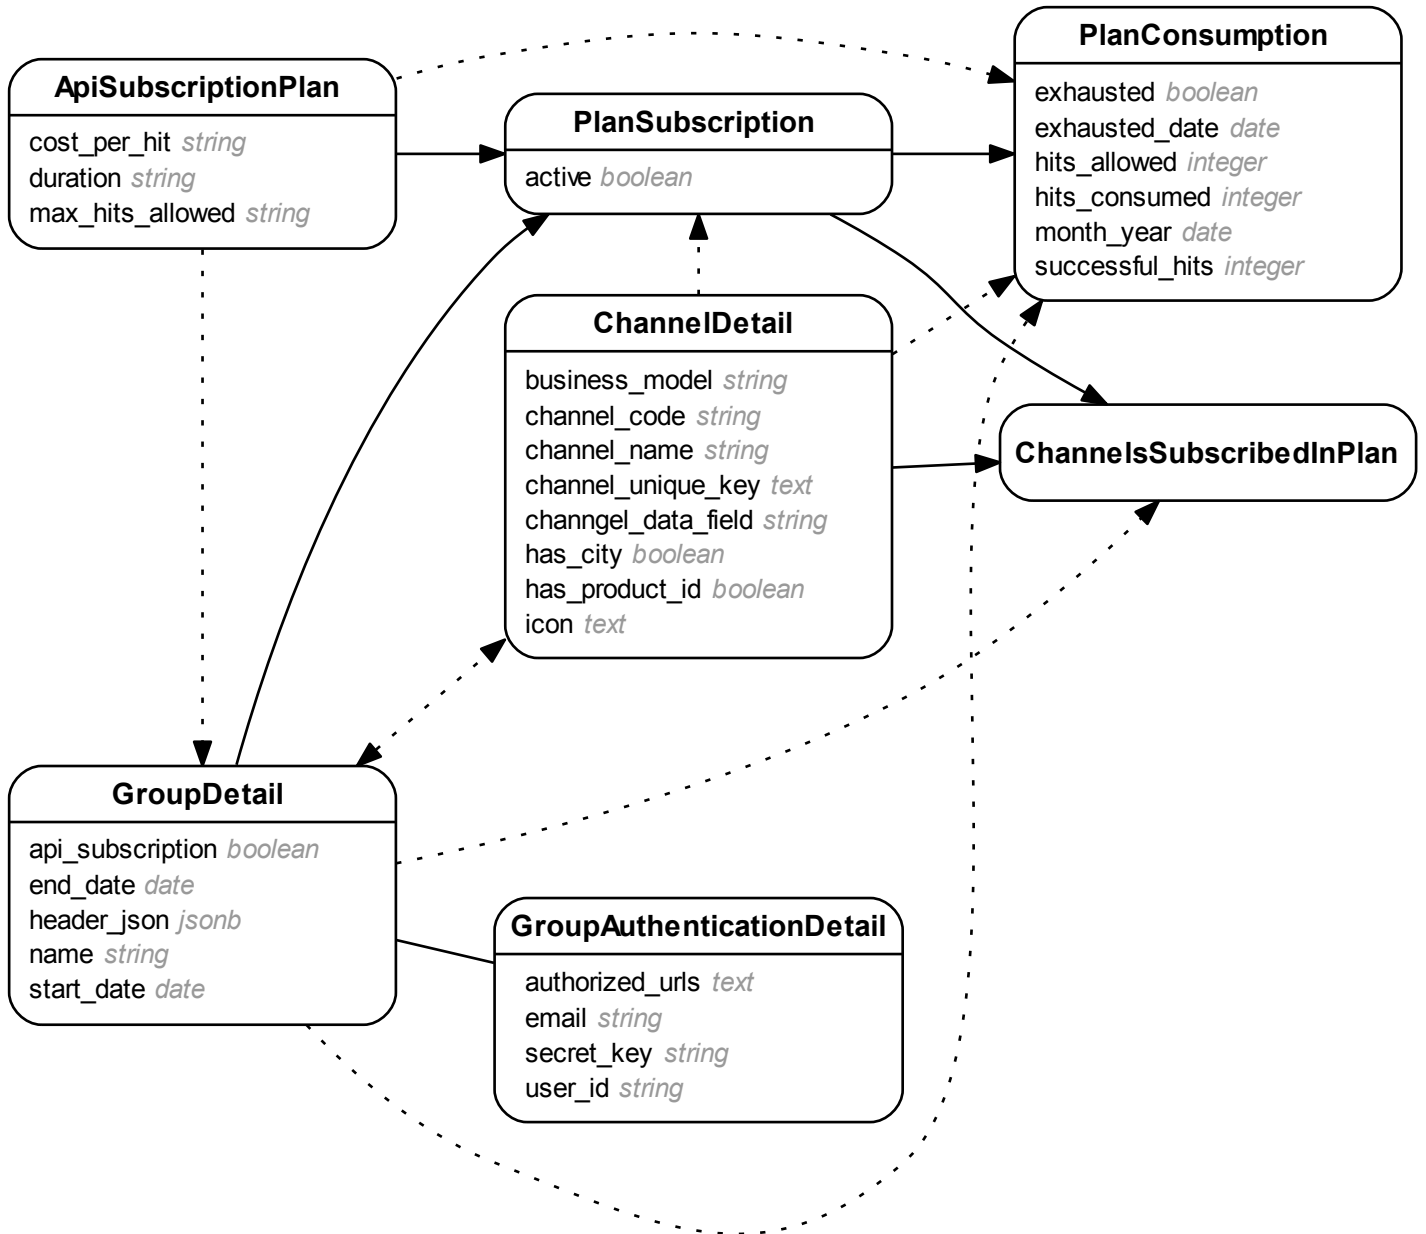 ApiSubscriptionPlan
cost_per_hit string
duration string
max_hits_allowed string
PlanSubscription
active boolean
PlanConsumption
exhausted boolean
exhausted_date date
hits_allowed integer
hits_consumed integer
month_year date
successful_hits integer
ChannelDetail
business_model string
channel_code string
channel_name string
channel_unique_key text
channgel_data_field string
has_city boolean
has_product_id boolean
icon text
ChannelsSubscribedInPlan
GroupDetail
api_subscription boolean
end_date date
header_json jsonb
name string
start_date date
GroupAuthenticationDetail
authorized_urls text
email string
secret_key string
user_id string